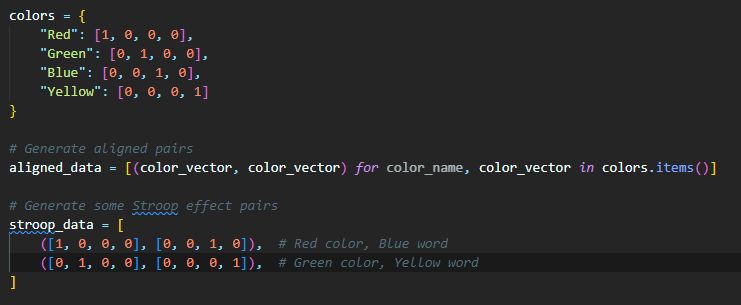 colors = {
    "Red": [1, 0, 0, 0],
    "Green": [0, 1, 0, 0],
    "Blue": [0, 0, 1, 0],
    "Yellow": [0, 0, 0, 1]
}
# Generate aligned pairs
aligned_data = [(color_vector, color_vector) for color_name, color_vector in colors.items()]
# Generate some Stroop effect pairs
stroop_data = [
    ([1, 0, 0, 0], [0, 0, 1, 0]),  # Red color, Blue word
    ([0, 1, 0, 0], [0, 0, 0, 1]),  # Green color, Yellow word
]